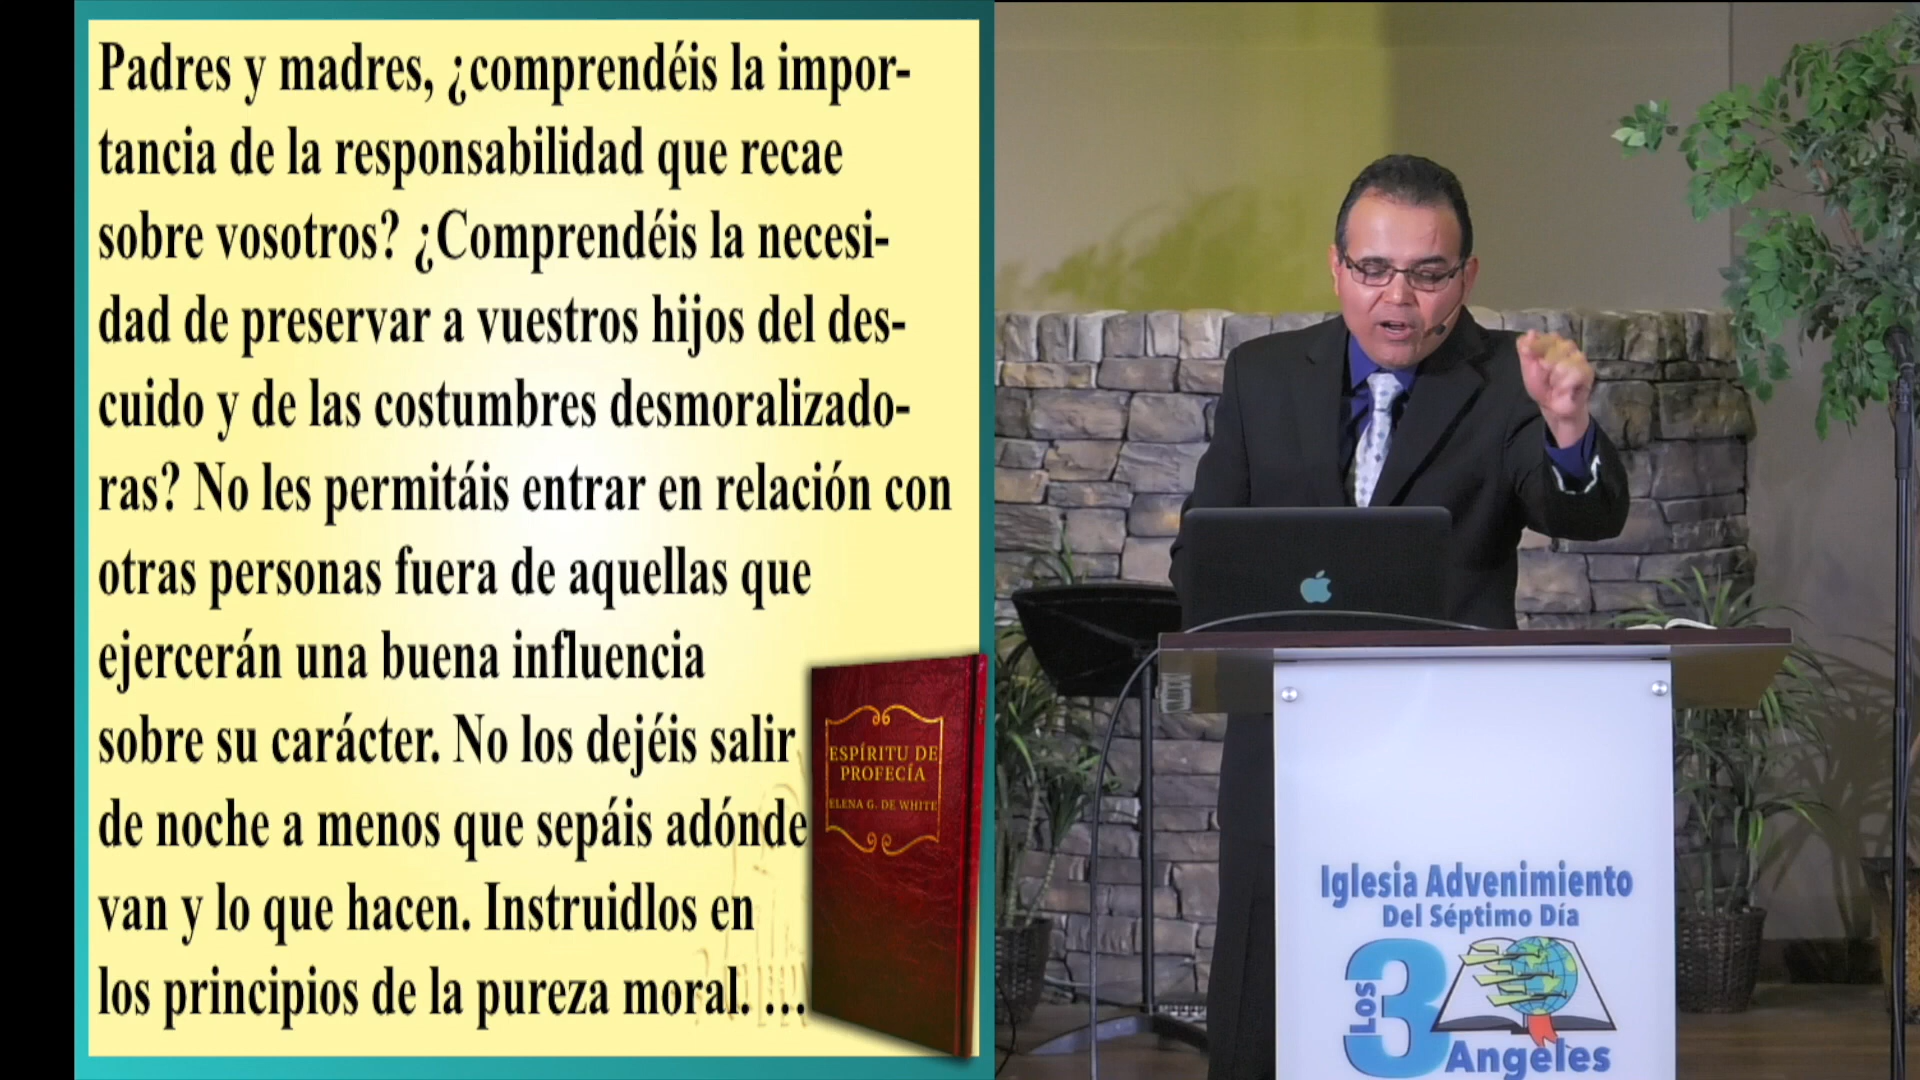 Padres y madres, ¿comprendéis la impor-
tancia de la responsabilidad que recae
sobre vosotros? ¿Comprendéis la necesi-
dad de preservar a vuestros hijos del des-
cuido y de las costumbres desmoralizado-
ras? No les permitáis entrar en relación con
otras personas fuera de aquellas que
ejercerán una buena influencia
sobre su carácter. No los dejéis salir
de noche a menos que sepáis adónde
van y lo que hacen. Instruidlos en
los principios de la pureza moral. ...
ESPÍRITU DE
PROFECÍA
ELENA G. DE WHITE
Iglesia Advenimiento
Del Séptimo Día
Los 3
Angeles